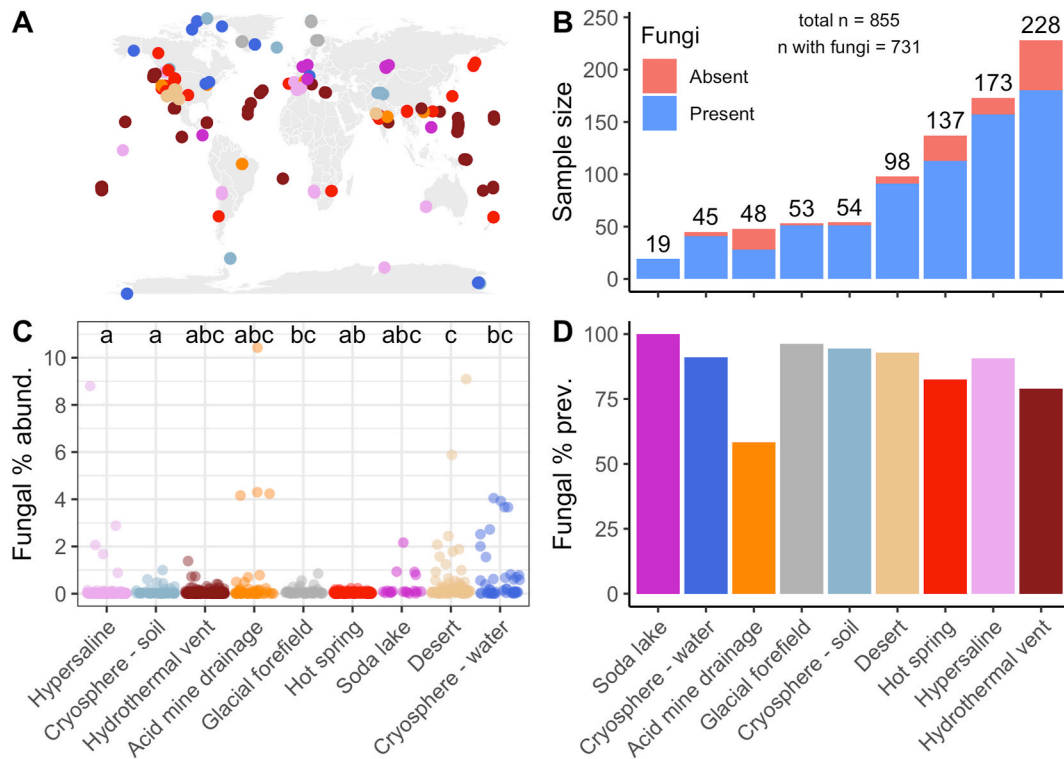 A
B
total n = 855
n with fungi = 731
Fungi
Absent
Present
Sample size
250
200
150
100
50
0
19
45
48
53
54
98
137
173
228
C
Fungal % abund.
a
a
abc
abc
bc
ab
abc
c
bc
10
8
6
4
2
0
Hypersaline
Cryosphere - soil
Hydrothermal vent
Acid mine drainage
Glacial forefield
Hot spring
Soda lake
Desert
Cryosphere - water
D
Fungal % prev.
100
75
50
25
0
Soda lake
Cryosphere - water
Acid mine drainage
Glacial forefield
Cryosphere - soil
Desert
Hot spring
Hypersaline
Hydrothermal vent